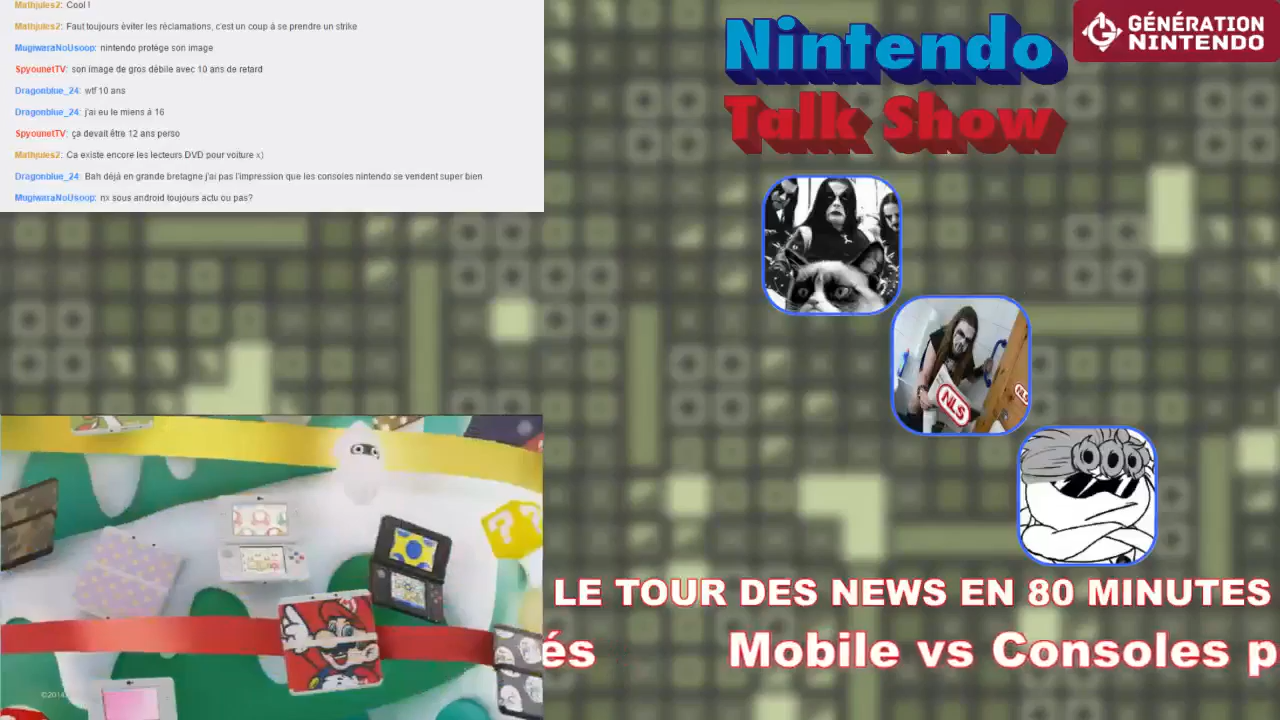 Mathjules2: Cool !
Mathjules2: Faut toujours éviter les réclamations, c'est un coup à se prendre un strike
MugiwaraNoUsoop: nintendo protège son image
SpyounetTV: son image de gros débile avec 10 ans de retard
Dragonblue_24: wtf 10 ans
Dragonblue_24: j'ai eu le miens à 16
SpyounetTV: ça devait être 12 ans perso
Mathjules2: Ca existe encore les lecteurs DVD pour voiture x)
Dragonblue_24: Bah déjà en grande bretagne j'ai pas l'impression que les consoles nintendo se vendent super bien
MugiwaraNoUsoop: nx sous android toujours actu ou pas?
Nintendo
Talk Show
GÉNÉRATION
NINTENDO
NLS
NLS
LE TOUR DES NEWS EN 80 MINUTES
és Mobile vs Consoles p
? ?
©2014